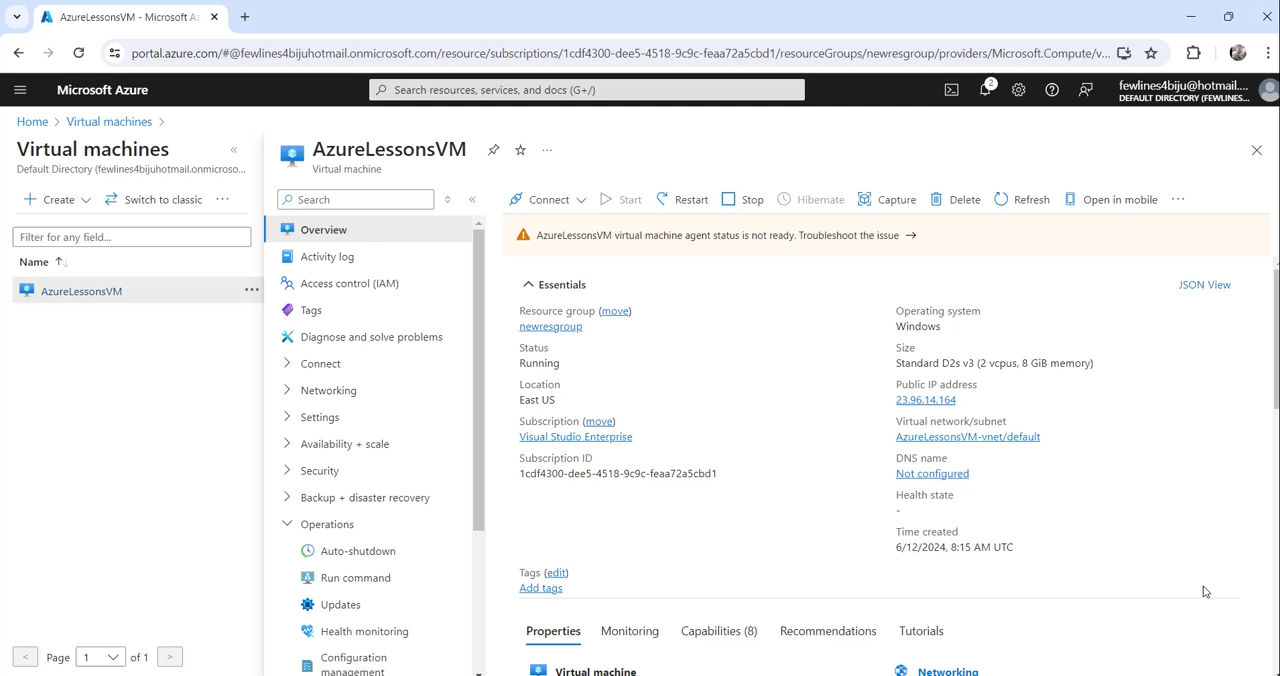 AzureLessonsVM - Microsoft Az
portal.azure.com/#@fewlines4bijuhotmail.onmicrosoft.com/resource/subscriptions/1cdf4300-dee5-4518-9c9c-feaa72a5cbd1/resourceGroups/newresgroup/providers/Microsoft.Compute/v...
Microsoft Azure
Search resources, services, and docs (G+/)
2
fewlines4biju@hotmail....
DEFAULT DIRECTORY (FEWLINES...
Home > Virtual machines >
Virtual machines
Default Directory (fewlines4bijuhotmail.onmicroso...
Create
Switch to classic
Filter for any field...
Name
AzureLessonsVM
Page 1 of 1
AzureLessonsVM
Virtual machine
Search
Overview
Activity log
Access control (IAM)
Tags
Diagnose and solve problems
Connect
Networking
Settings
Availability + scale
Security
Backup + disaster recovery
Operations
Auto-shutdown
Run command
Updates
Health monitoring
Configuration
management
Connect Start Restart Stop Hibernate Capture Delete Refresh Open in mobile
AzureLessonsVM virtual machine agent status is not ready. Troubleshoot the issue →
Essentials
JSON View
Resource group (move)
newresgroup
Status
Running
Location
East US
Subscription (move)
Visual Studio Enterprise
Subscription ID
1cdf4300-dee5-4518-9c9c-feaa72a5cbd1
Operating system
Windows
Size
Standard D2s v3 (2 vcpus, 8 GiB memory)
Public IP address
23.96.14.164
Virtual network/subnet
AzureLessonsVM-vnet/default
DNS name
Not configured
Health state
-
Time created
6/12/2024, 8:15 AM UTC
Tags (edit)
Add tags
Properties Monitoring Capabilities (8) Recommendations Tutorials
Virtual machine
Networking